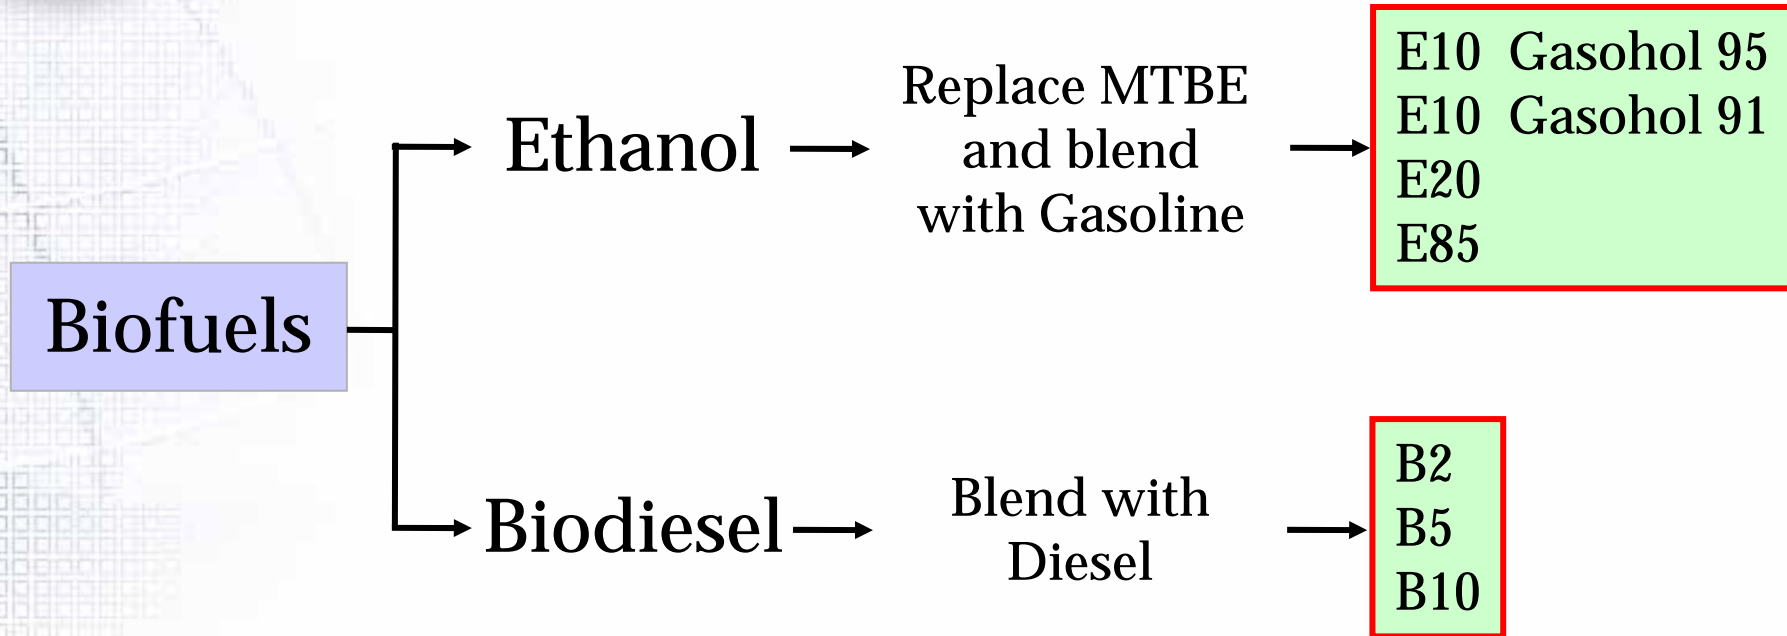 Biofuels
Ethanol
Replace MTBE
and blend
with Gasoline
E10 Gasohol 95
E10 Gasohol 91
E20
E85
Biodiesel
Blend with
Diesel
B2
B5
B10